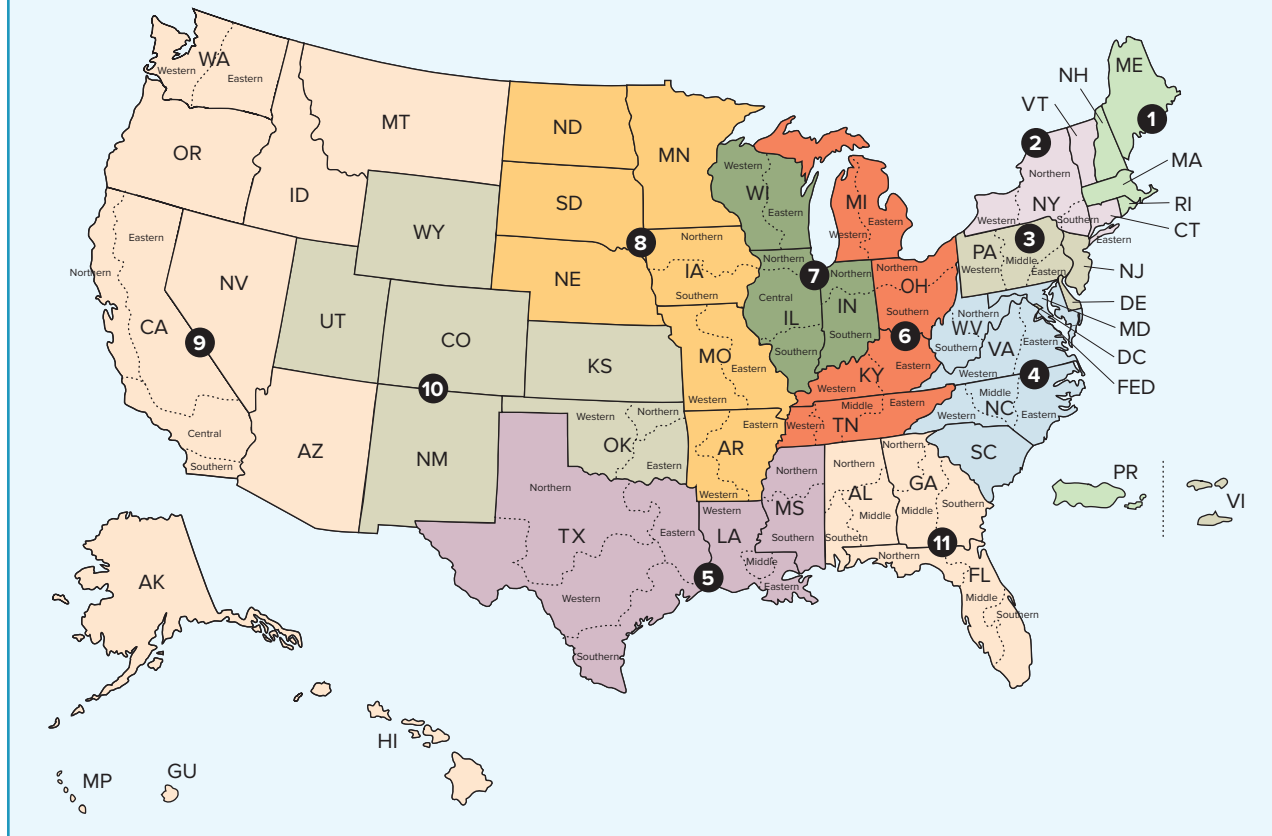 WA
Western
Eastern
OR
ID
MT
WY
NV
CA
Northern
Eastern
Central
Southern
9
UT
CO
AZ
NM
10
ND
SD
NE
KS
OK
Western
Northern
Eastern
MN
IA
Northern
Southern
8
MO
Eastern
Western
AR
Eastern
Western
TX
Northern
Eastern
Western
Southern
5
LA
Western
Middle
Eastern
MS
Northern
Southern
WI
Western
Eastern
7
IL
Northern
Central
Southern
IN
Northern
Southern
MI
Western
Eastern
OH
Northern
Southern
6
KY
Western
Eastern
TN
Western
Middle
Eastern
AL
Northern
Middle
Southern
GA
Northern
Middle
Southern
11
FL
Northern
Middle
Southern
SC
NC
Western
Middle
Eastern
4
VA
Western
Eastern
WV
Northern
Southern
PA
Western
Middle
Eastern
3
NY
Northern
Western
Southern
Eastern
2
VT
NH
ME
1
MA
RI
CT
NJ
DE
MD
DC
FED
PR
VI
AK
HI
MP
GU